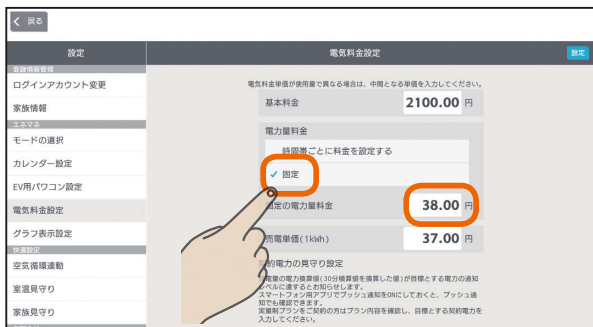 戻る
設定
電気料金設定
設定
登録情報管理
ログインアカウント変更
家族情報
エネマネ
モードの選択
カレンダー設定
EV用パワコン設定
電気料金設定
グラフ表示設定
快適設定
空気循環連動
室温見守り
家族見守り
電気料金単価が使用量で異なる場合は、中間となる単価を入力してください。
基本料金 2100.00 円
電力量料金
時間帯ごとに料金を設定する
固定
固定の電力量料金 38.00 円
売電単価(1kWh) 37.00 円
約電力の見守り設定
電量の電力換算値(30分積算値を換算した値)が目標とする電力の通知
レベルに達するとお知らせします。
スマートフォン用アプリでプッシュ通知をONにしておくと、プッシュ通
知でも確認できます。
実量制プランをご契約の方はプラン内容を確認し、目標とする契約電力を
入力してください。